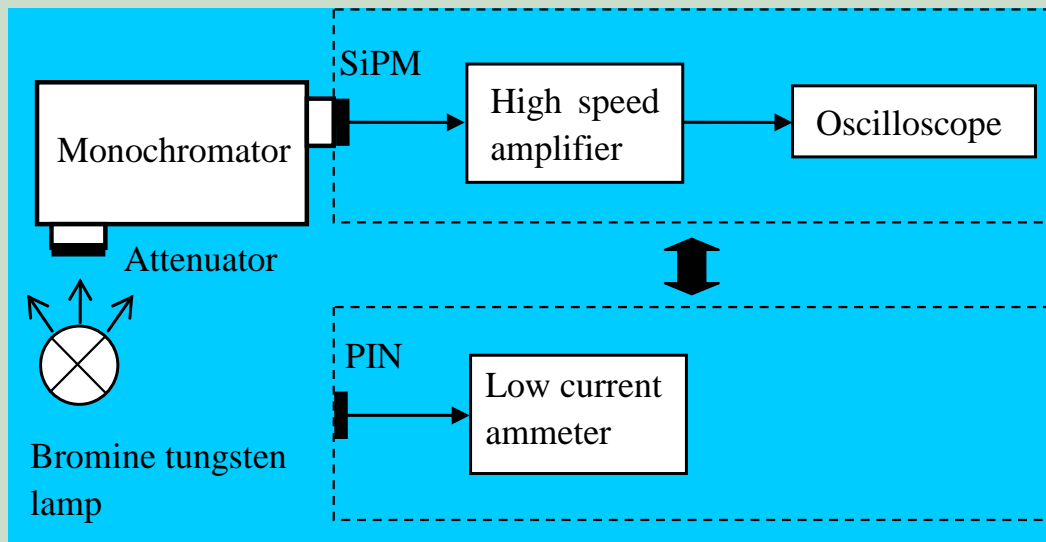 SiPM
High speed
amplifier
Oscilloscope
Monochromator
Attenuator
PIN
Low current
ammeter
Bromine tungsten
lamp